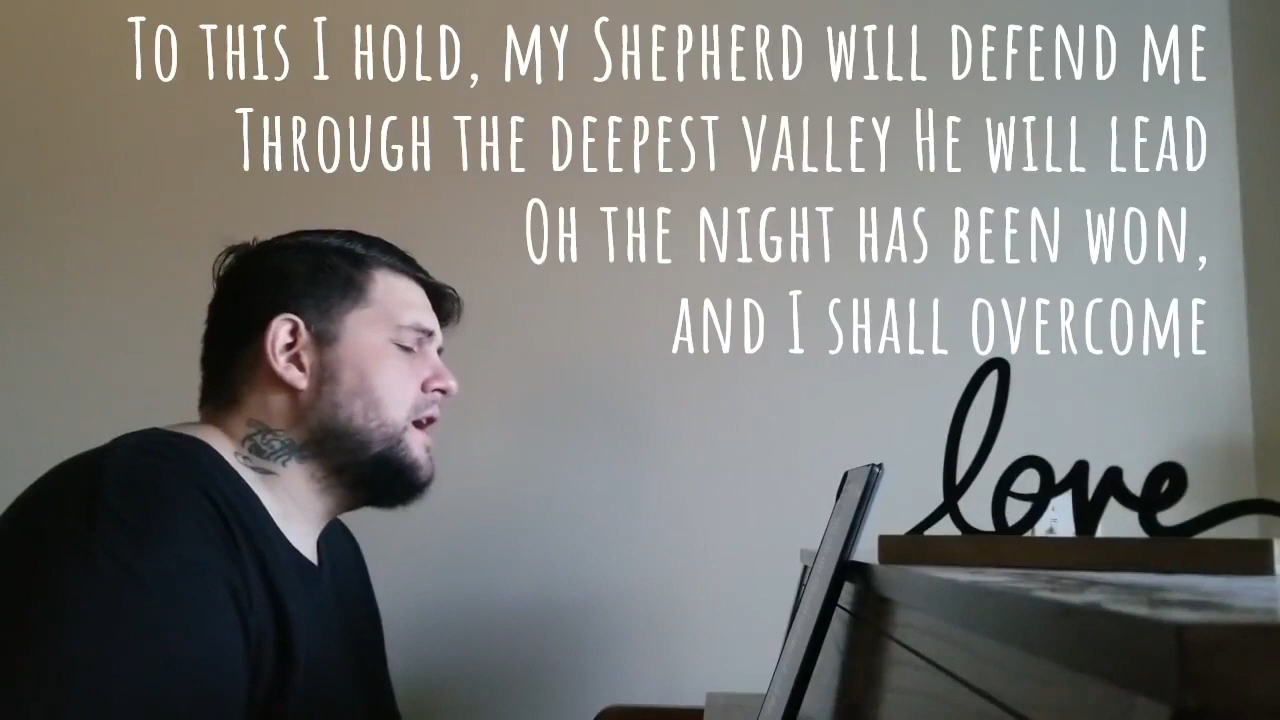 To this I hold, my Shepherd will defend me
Through the deepest valley He will lead
Oh the night has been won,
and I shall overcome
love